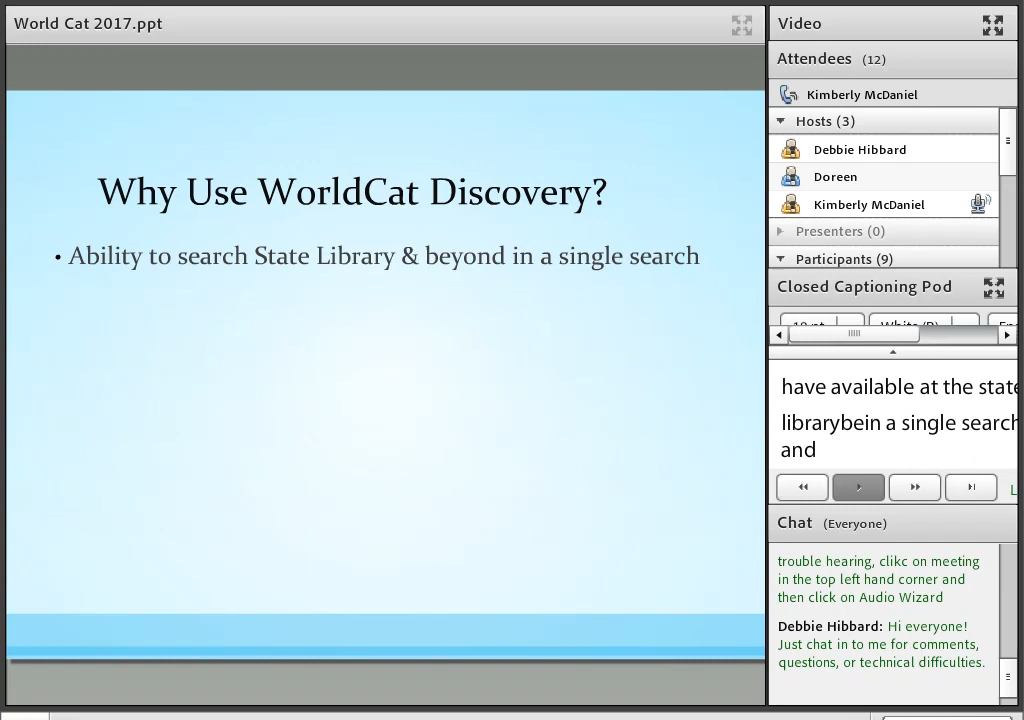 World Cat 2017.ppt
Why Use WorldCat Discovery?
• Ability to search State Library & beyond in a single search
Video
Attendees (12)
Kimberly McDaniel
Hosts (3)
Debbie Hibbard
Doreen
Kimberly McDaniel
Presenters (0)
Participants (9)
Closed Captioning Pod
have available at the state
librarybein a single search
and
Chat (Everyone)
trouble hearing, clikc on meeting
in the top left hand corner and
then click on Audio Wizard
Debbie Hibbard: Hi everyone!
Just chat in to me for comments,
questions, or technical difficulties.